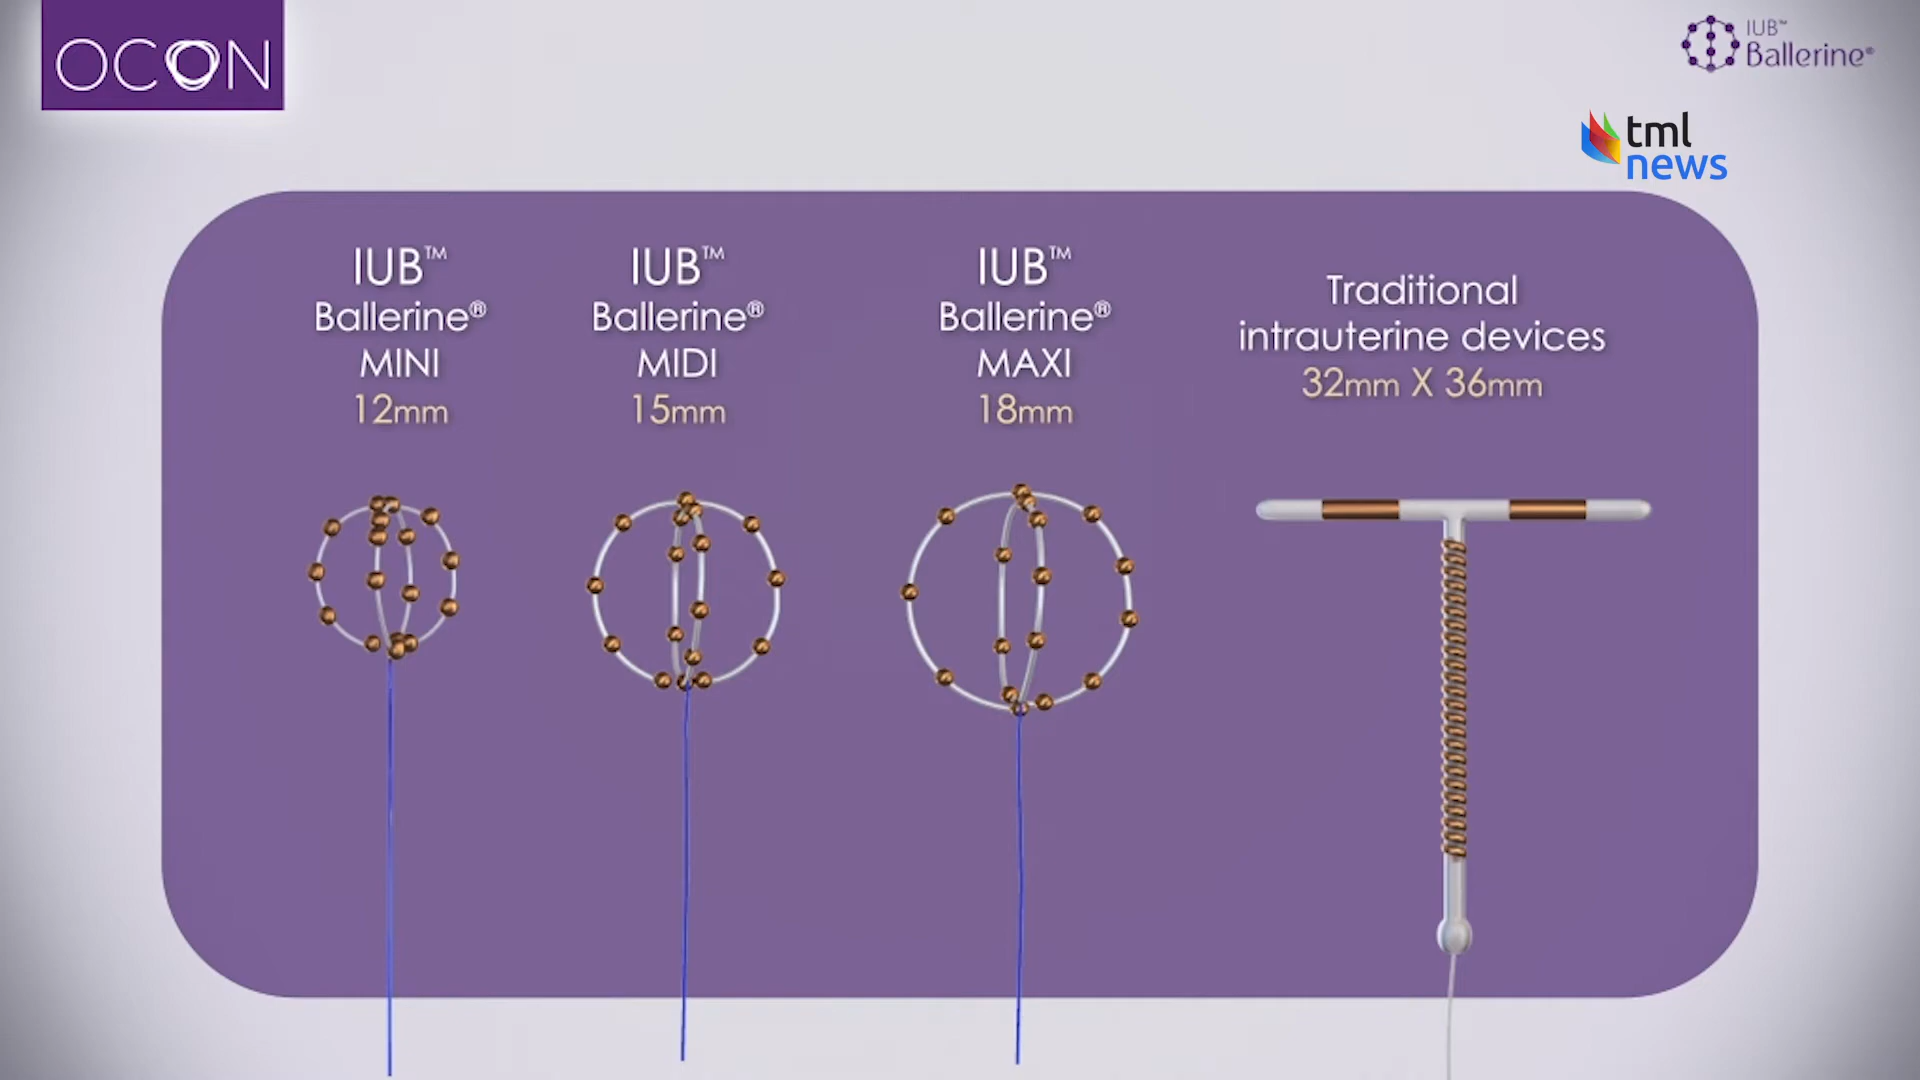 OCON
IUB™
Ballerine®
tml
news
IUB™
Ballerine®
MINI
12mm
IUB™
Ballerine®
MIDI
15mm
IUB™
Ballerine®
MAXI
18mm
Traditional
intrauterine devices
32mm X 36mm